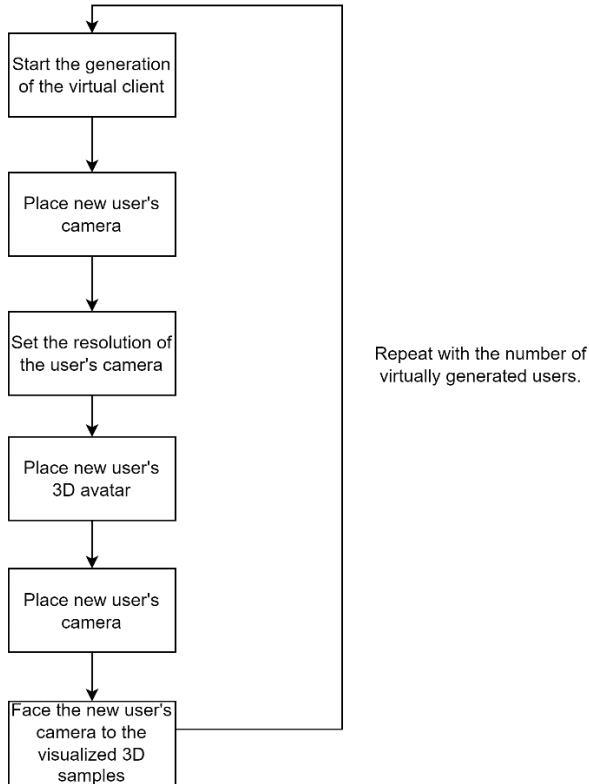 Start the generation
of the virtual client
Place new user's
camera
Set the resolution of
the user's camera
Repeat with the number of
virtually generated users.
Place new user's
3D avatar
Place new user's
camera
Face the new user's
camera to the
visualized 3D
samples